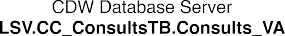 CDW Database Server
LSV.CC_ConsultsTB.Consults_VA